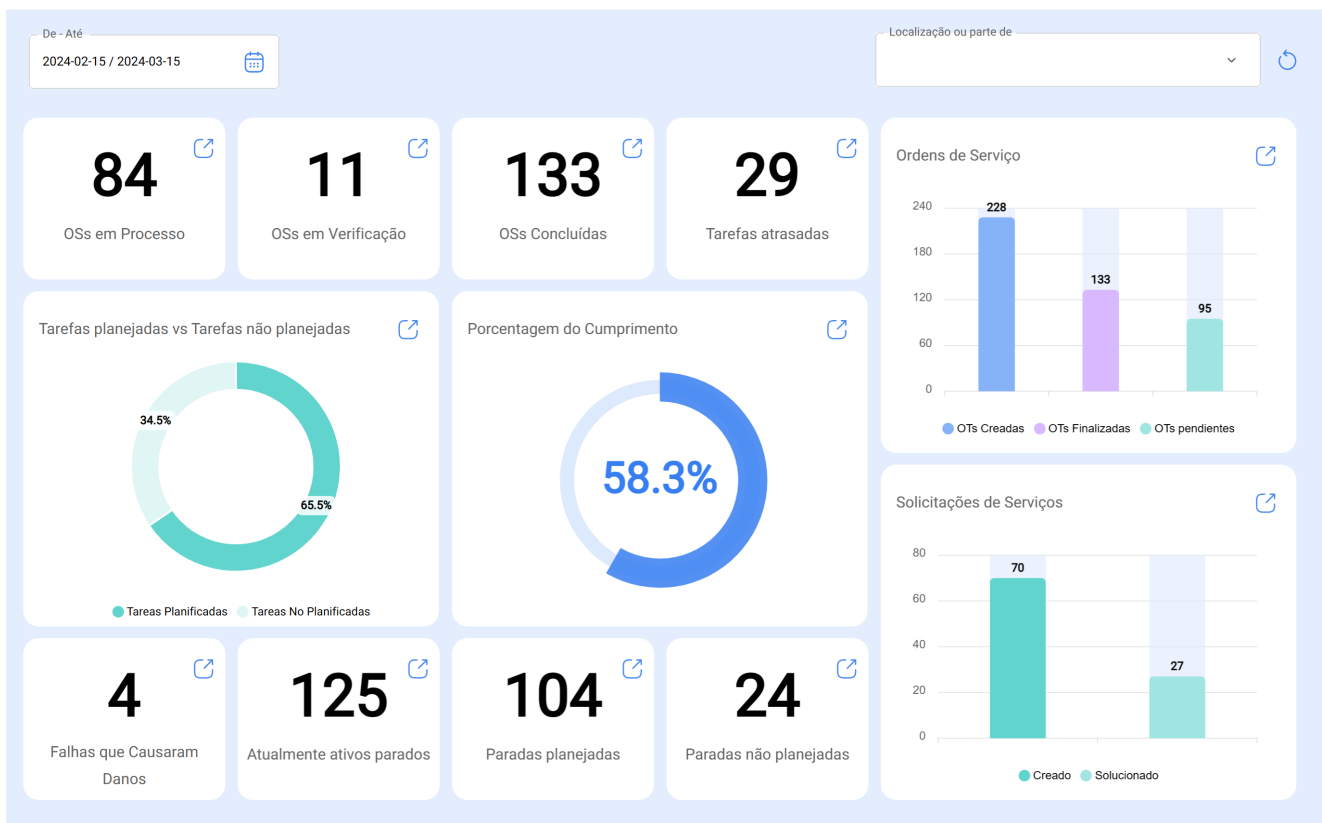 De - Até
2024-02-15 / 2024-03-15
Localização ou parte de
84
OSs em Processo
11
OSs em Verificação
133
OSs Concluídas
29
Tarefas atrasadas
Ordens de Serviço
240
180
120
60
0
228
133
95
OTs Creadas OTs Finalizadas OTs pendientes
Tarefas planejadas vs Tarefas não planejadas
34.5%
65.5%
Tareas Planificadas Tareas No Planificadas
Porcentagem do Cumprimento
58.3%
Solicitações de Serviços
80
60
40
20
0
70
27
Creado Solucionado
4
Falhas que Causaram
Danos
125
Atualmente ativos parados
104
Paradas planejadas
24
Paradas não planejadas